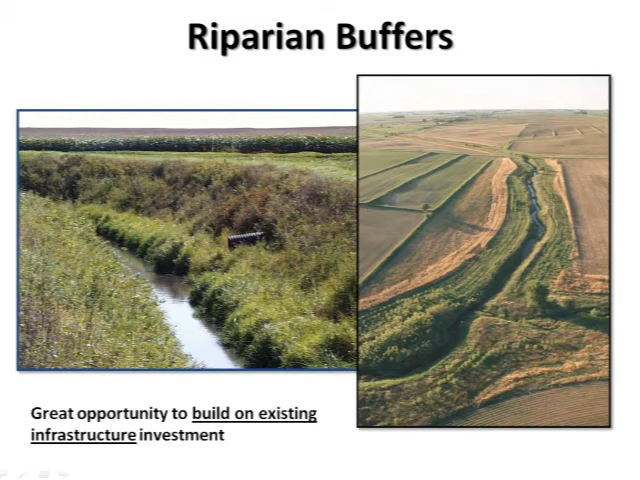 Riparian Buffers
Great opportunity to build on existing
infrastructure investment